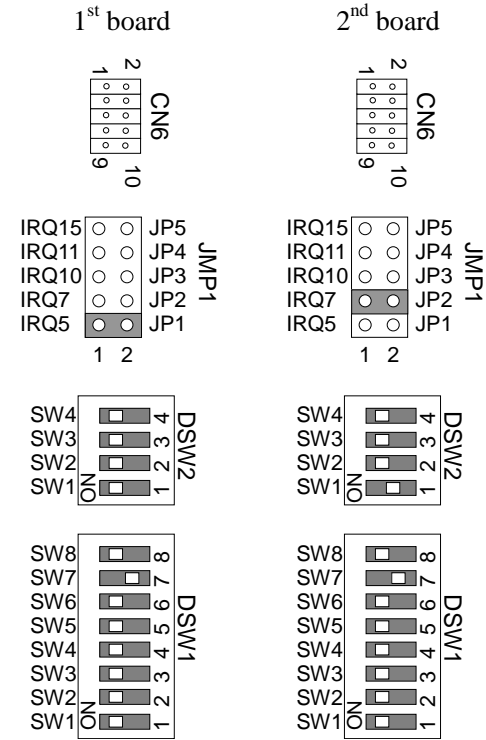 1st board
2nd board
1 2
CN6
9 10
1 2
CN6
9 10
IRQ15 JP5
IRQ11 JP4
IRQ10 JP3
IRQ7 JP2
IRQ5 JP1
JMP1
1 2
IRQ15 JP5
IRQ11 JP4
IRQ10 JP3
IRQ7 JP2
IRQ5 JP1
JMP1
1 2
SW4 4
SW3 3
SW2 2
SW1 ON 1
DSW2
SW4 4
SW3 3
SW2 2
SW1 ON 1
DSW2
SW8 8
SW7 7
SW6 6
SW5 5
SW4 4
SW3 3
SW2 2
SW1 ON 1
DSW1
SW8 8
SW7 7
SW6 6
SW5 5
SW4 4
SW3 3
SW2 2
SW1 ON 1
DSW1